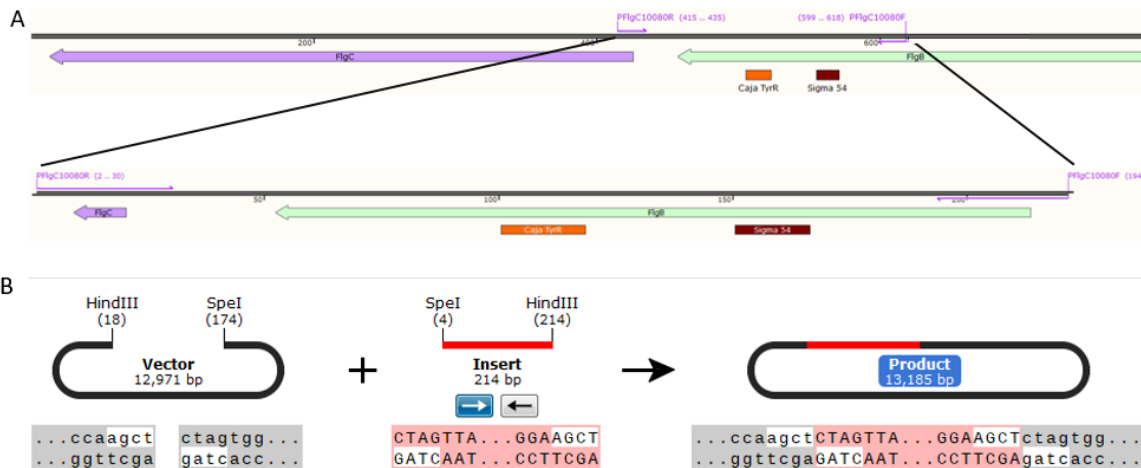 A
PFlgC10080R (415 .. 435)
(599 .. 618) PFlgC10080F
200
400
600
FlgC
FlgB
Caja TyrR
Sigma 54
PFlgC10080R (2 .. 30)
PFlgC10080F (194
50
100
150
200
FlgC
FlgB
Caja TyrR
Sigma 54
B
HindIII
(18)
SpeI
(174)
Vector
12,971 bp
+
SpeI
(4)
HindIII
(214)
Insert
214 bp
Product
13,185 bp
...ccaagct ctagtgg...
...ggttcga gatcacc...
CTAGTTA...GGAAGCT
GATCAAT...CCTTCGA
...ccaagctCTAGTTA...GGAAGCTctagtgg...
...ggttcgaGATCAAT...CCTTCGAgatcacc...